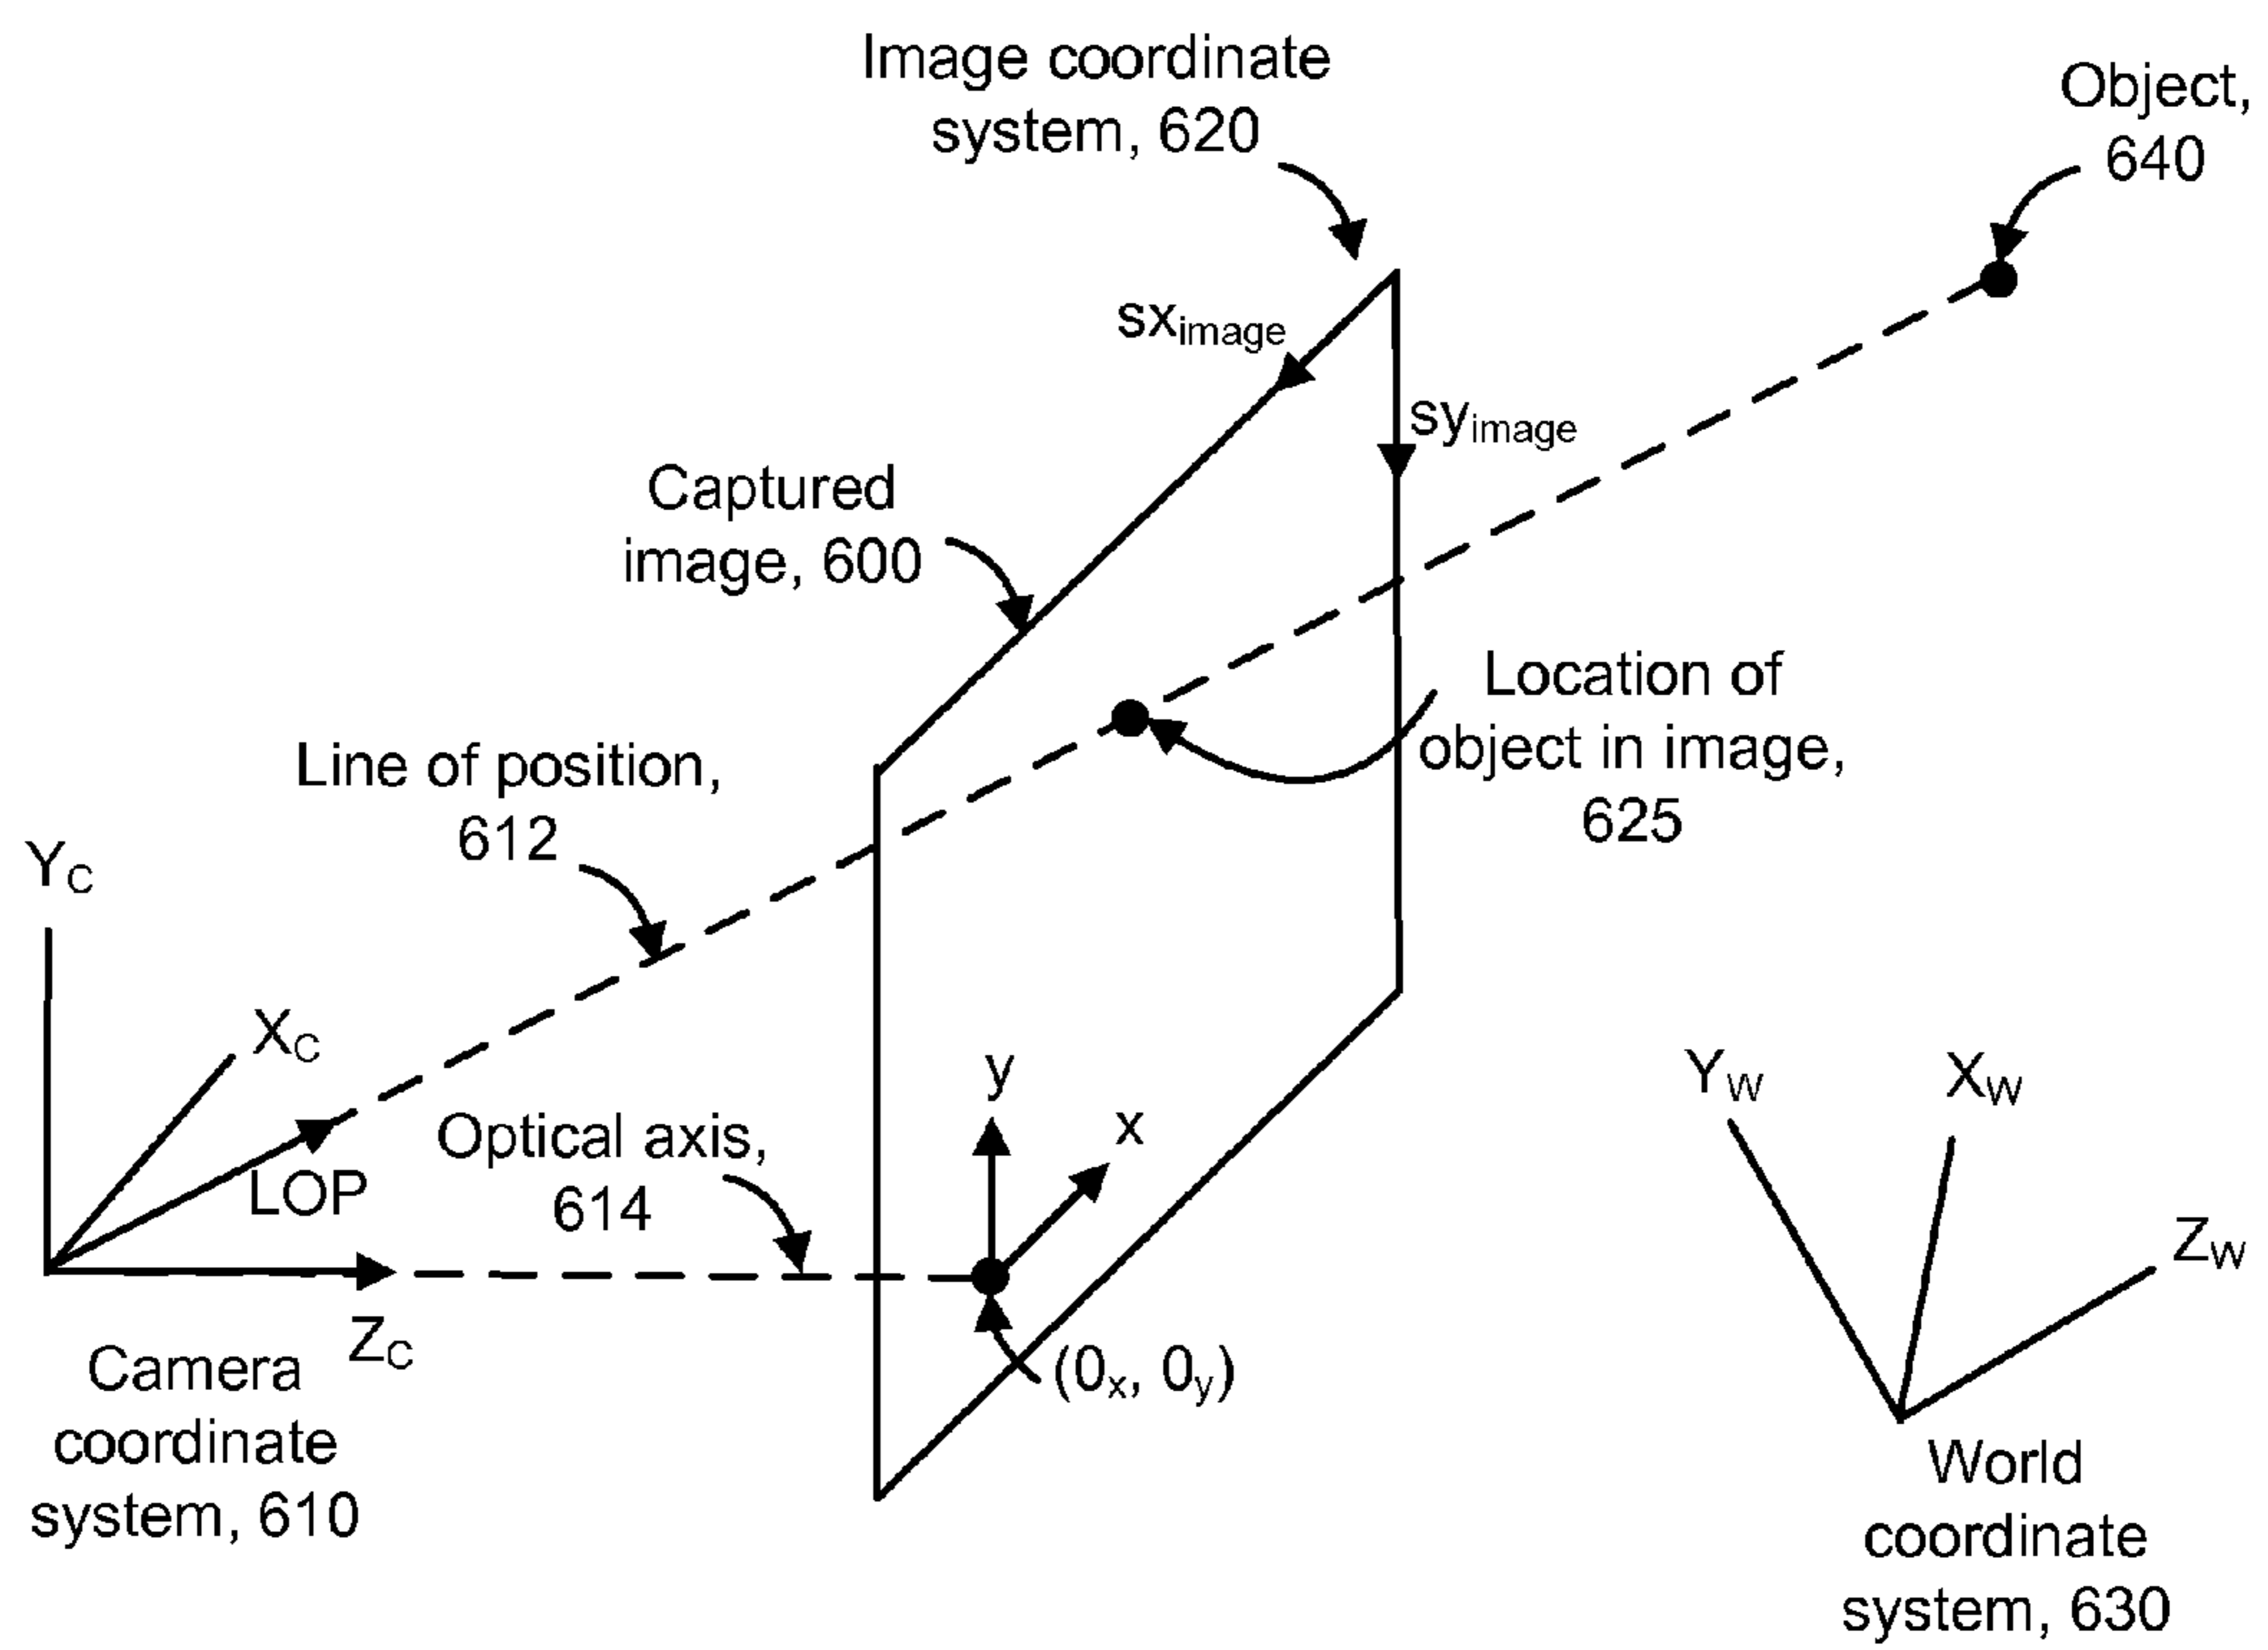 Image coordinate
system, 620
Object,
640
sximage
syimage
Captured
image, 600
Location of
object in image,
625
Line of position,
612
YC
XC
LOP
Optical axis,
614
ZC
y
x
(0x, 0y)
Camera
coordinate
system, 610
YW
XW
ZW
World
coordinate
system, 630